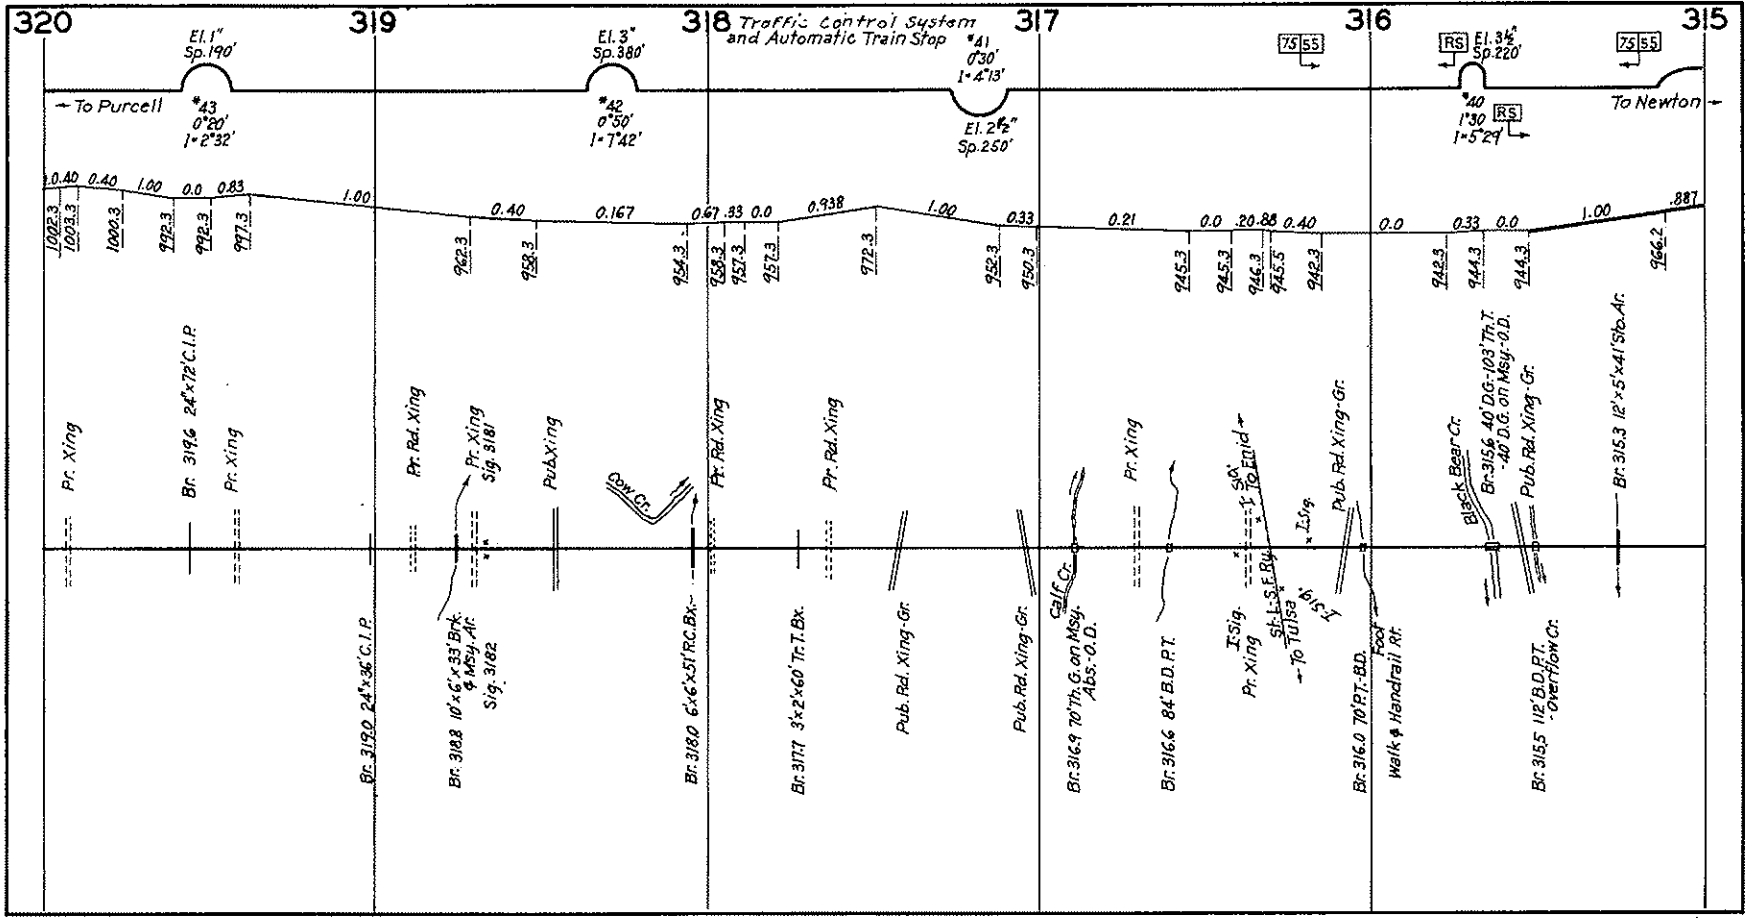 320
319
318
317
316
315
Traffic Control System
and Automatic Train Stop
El. 1"
Sp. 190'
El. 3"
Sp. 380'
#41
0°30'
I=4°13'
75 SS
RS
El. 3½"
Sp. 220'
75 SS
← To Purcell
#43
0°20'
I=2°32'
#42
0°50'
I=7°42'
El. 2½"
Sp. 250'
#40
1°30
I=5°29'
RS
To Newton →
0.40 0.40 1.00 0.0 0.83 1.00 0.40 0.167 0.67 .33 0.0 0.938 1.00 0.33 0.21 0.0 .20 .88 0.40 0.0 0.33 0.0 1.00 .887
1002.3
1003.3
1000.3
992.3
992.3
997.3
962.3
958.3
954.3
958.3
957.3
957.3
972.3
952.3
950.3
945.3
945.3
946.3
945.5
942.3
942.3
944.3
944.3
966.2
Pr. Xing
Br. 319.6 24"x72' C.I.P.
Pr. Xing
Pr. Rd. Xing
Pr. Xing
Sig. 3181
Pub. Xing
Cow Cr.
Pr. Rd. Xing
Pr. Rd. Xing
Pr. Xing
Sta.
To Enid →
I. Sig.
Pub. Rd. Xing-Gr.
Black Bear Cr.
Br. 315.6 40' D.G.-103' Th.T.
-40' D.G. on Msy.-O.D.
Pub. Rd. Xing-Gr.
Br. 315.3 12'x5'x41' Sto. Ar.
Br. 319.0 24"x36' C.I.P.
Br. 318.8 10'x6'x33' Brk.
& Msy. Ar.
Sig. 3182
Br. 318.0 6'x6'x51' R.C. Bx.
Br. 317.7 3'x2'x60' Tr. T. Bx.
Pub. Rd. Xing-Gr.
Pub. Rd. Xing-Gr.
Calf Cr.
Br. 316.9 70' Th. G. on Msy.
Abs.-O.D.
Br. 316.6 84' B.D.P.T.
I. Sig.
Pr. Xing
St. L.-S.F. Ry.
← To Tulsa
I. Sig.
Br. 316.0 70' P.T.-B.D.
Foot
Walk & Handrail Rt.
Br. 315.5 112' B.D.P.T.
-Overflow Cr.